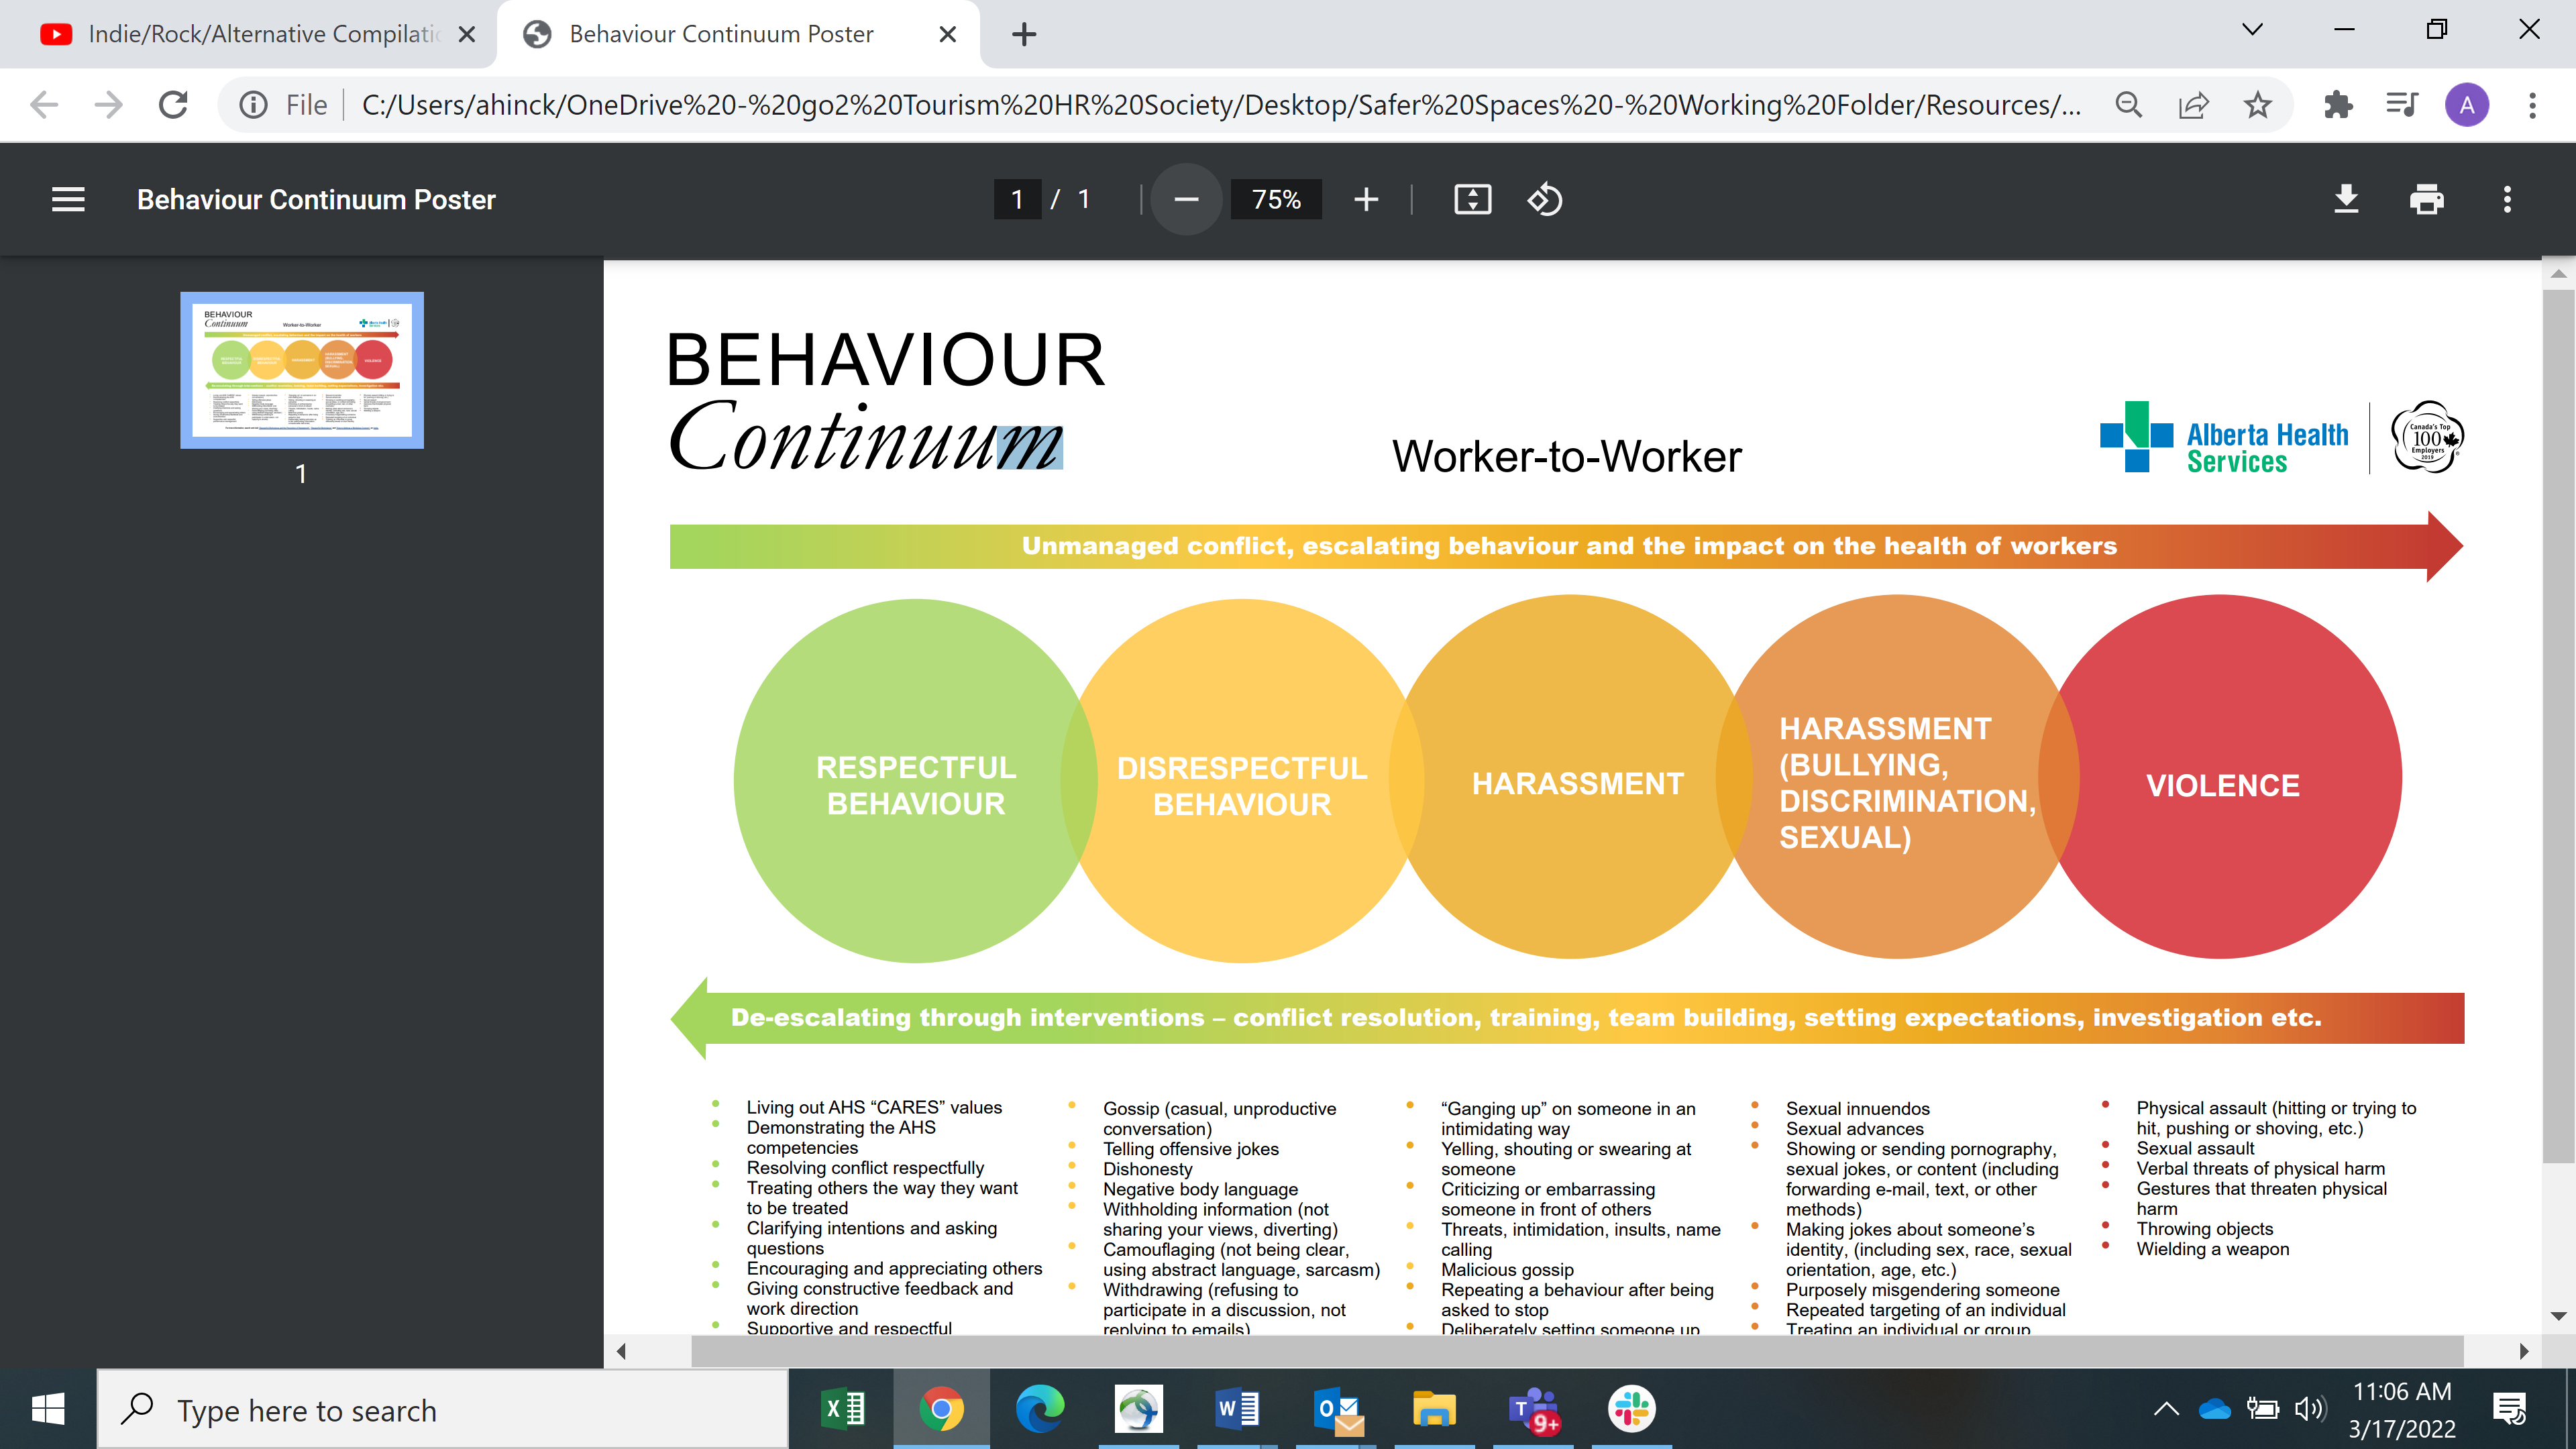 Indie/Rock/Alternative Compilati
Behaviour Continuum Poster
File
C:/Users/ahinck/OneDrive%20-%20go2%20Tourism%20HR%20Society/Desktop/Safer%20Spaces%20-%20Working%20Folder/Resources/...
A
Behaviour Continuum Poster
1 / 1
75%
1
BEHAVIOUR
Continuum
Worker-to-Worker
Alberta Health
Services
Canada's Top
100
Employers
2019
Unmanaged conflict, escalating behaviour and the impact on the health of workers
RESPECTFUL
BEHAVIOUR
DISRESPECTFUL
BEHAVIOUR
HARASSMENT
HARASSMENT
(BULLYING,
DISCRIMINATION,
SEXUAL)
VIOLENCE
De-escalating through interventions – conflict resolution, training, team building, setting expectations, investigation etc.
• Living out AHS “CARES” values
• Demonstrating the AHS
competencies
• Resolving conflict respectfully
• Treating others the way they want
to be treated
• Clarifying intentions and asking
questions
• Encouraging and appreciating others
• Giving constructive feedback and
work direction
• Supportive and respectful
• Gossip (casual, unproductive
conversation)
• Telling offensive jokes
• Dishonesty
• Negative body language
• Withholding information (not
sharing your views, diverting)
• Camouflaging (not being clear,
using abstract language, sarcasm)
• Withdrawing (refusing to
participate in a discussion, not
replying to emails)
• “Ganging up” on someone in an
intimidating way
• Yelling, shouting or swearing at
someone
• Criticizing or embarrassing
someone in front of others
• Threats, intimidation, insults, name
calling
• Malicious gossip
• Repeating a behaviour after being
asked to stop
• Deliberately setting someone up
• Sexual innuendos
• Sexual advances
• Showing or sending pornography,
sexual jokes, or content (including
forwarding e-mail, text, or other
methods)
• Making jokes about someone’s
identity, (including sex, race, sexual
orientation, age, etc.)
• Purposely misgendering someone
• Repeated targeting of an individual
• Treating an individual or group
• Physical assault (hitting or trying to
hit, pushing or shoving, etc.)
• Sexual assault
• Verbal threats of physical harm
• Gestures that threaten physical
harm
• Throwing objects
• Wielding a weapon
Type here to search
9+
11:06 AM
3/17/2022